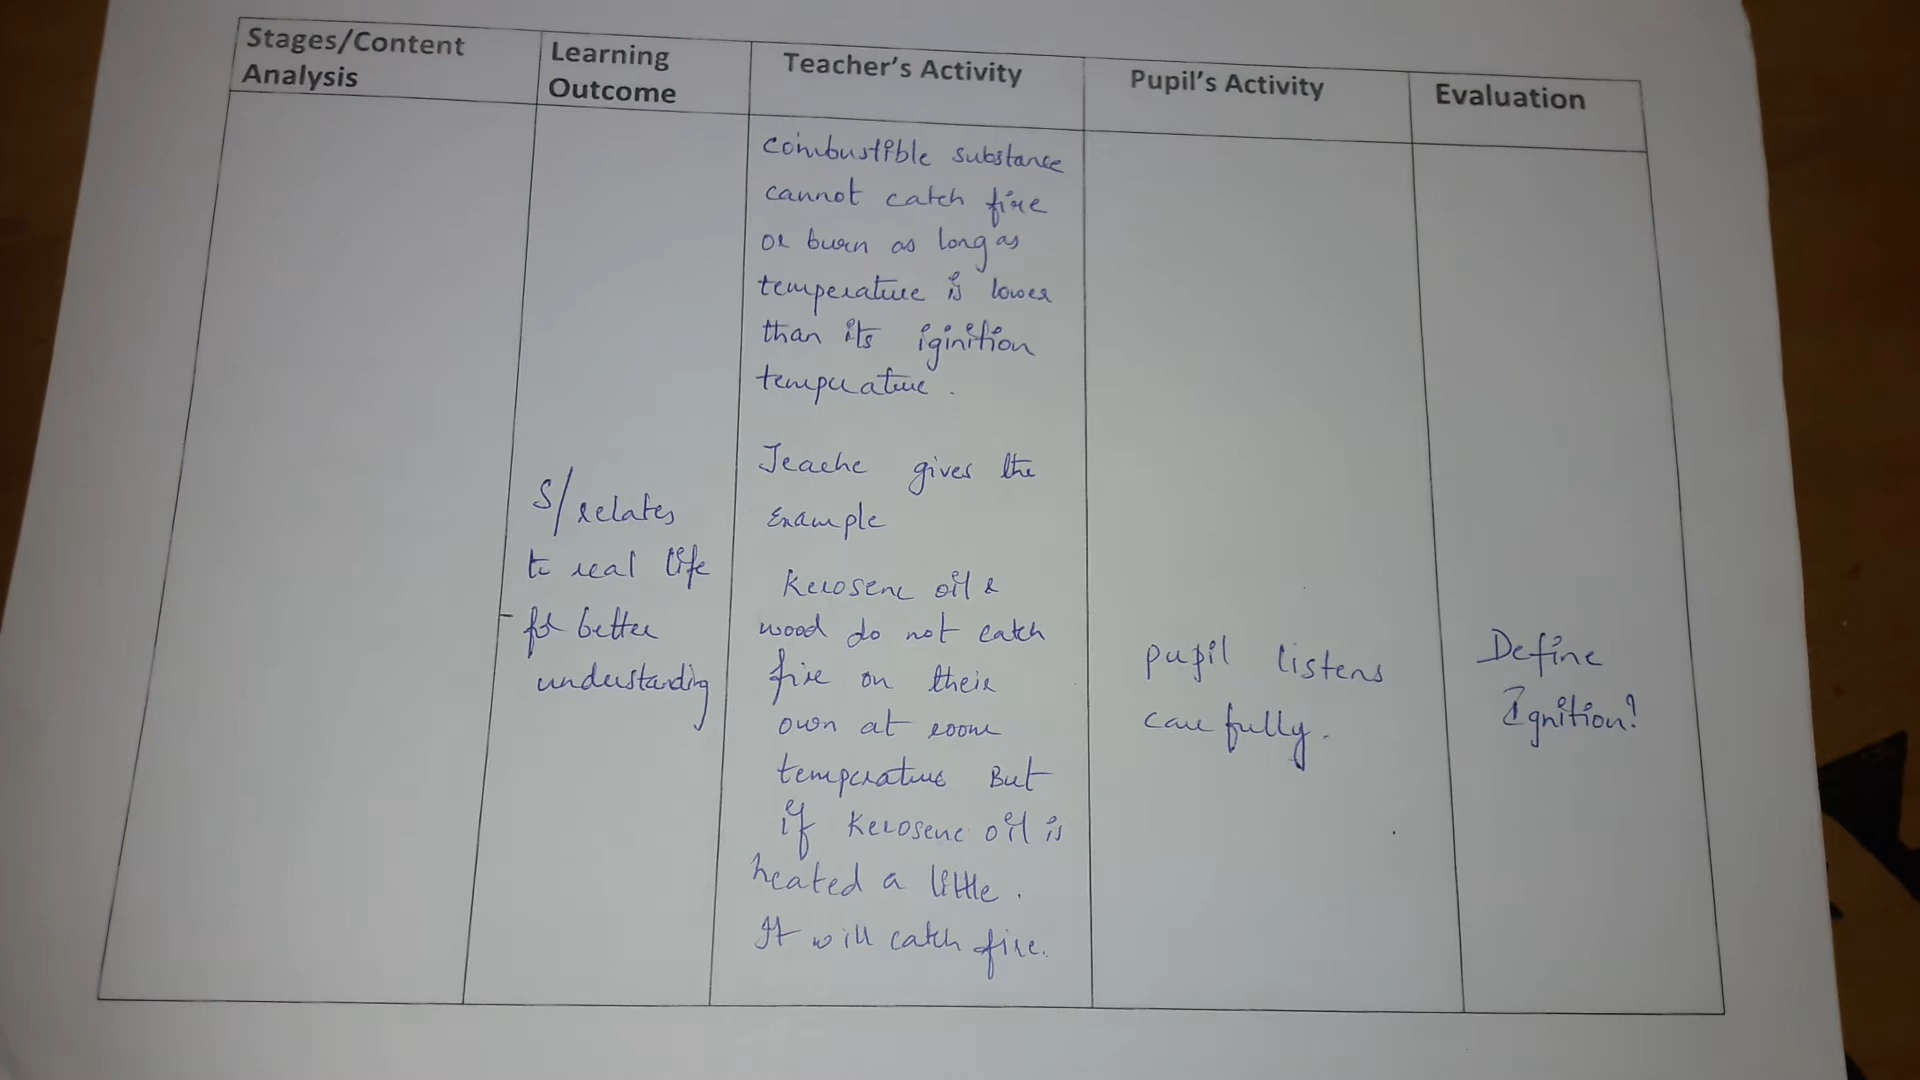 Stages/Content
Analysis
Learning
Outcome
Teacher's Activity
Pupil's Activity
Evaluation
S/relates
to real life
- for better
understanding
combustible substance
cannot catch fire
or burn as long as
temperature is lower
than its iginition
temperature.
Teache gives the
Example
Kerosene oil &
wood do not catch
fire on their
own at room
temperature But
if Kerosene oil is
heated a little.
It will catch fire.
pupil listens
carefully.
Define
Ignition?